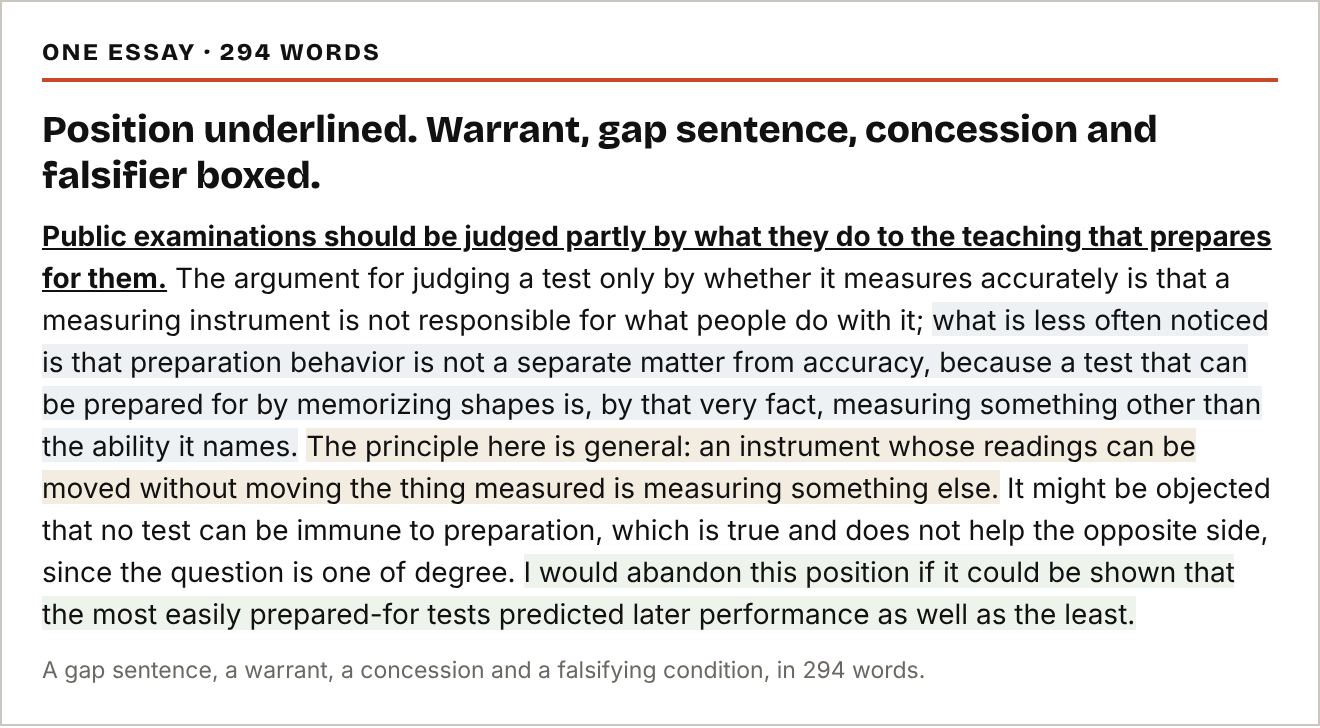 ONE ESSAY · 294 WORDS
Position underlined. Warrant, gap sentence, concession and
falsifier boxed.
Public examinations should be judged partly by what they do to the teaching that prepares
for them. The argument for judging a test only by whether it measures accurately is that a
measuring instrument is not responsible for what people do with it; what is less often noticed
is that preparation behavior is not a separate matter from accuracy, because a test that can
be prepared for by memorizing shapes is, by that very fact, measuring something other than
the ability it names. The principle here is general: an instrument whose readings can be
moved without moving the thing measured is measuring something else. It might be objected
that no test can be immune to preparation, which is true and does not help the opposite side,
since the question is one of degree. I would abandon this position if it could be shown that
the most easily prepared-for tests predicted later performance as well as the least.
A gap sentence, a warrant, a concession and a falsifying condition, in 294 words.